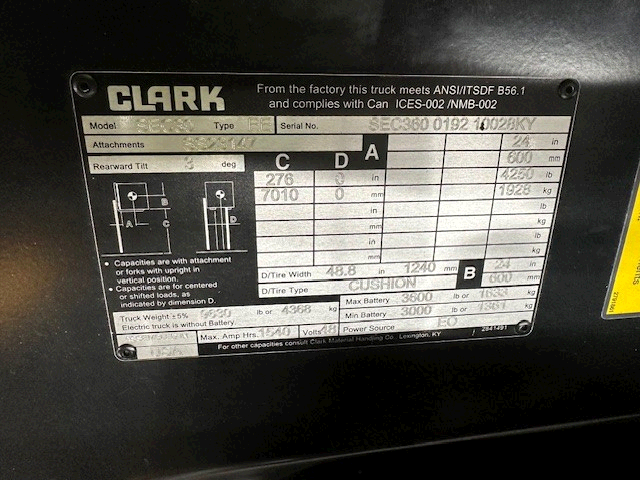 CLARK
From the factory this truck meets ANSI/ITSDF B56.1
and complies with Can ICES-002 /NMB-002
Model Type EE Serial No. SEC360 0192 10028KY
Attachments A 24 in
Rearward Tilt 3 deg C D 600 mm
276 0 in 4250 lb
7010 0 mm 1928 kg
in lb
mm kg
in lb
mm kg
A B C D
• Capacities are with attachment
or forks with upright in
vertical position.
• Capacities are for centered
or shifted loads, as
indicated by dimension D.
D/Tire Width 48.8 in 1240 mm B 24 in
D/Tire Type CUSHION 600 mm
Truck Weight ±5% 9630 lb or 4368 kg
Electric truck is without Battery.
Max Battery 3600 lb or 1633 kg
Min Battery 3000 lb or 1361 kg
Max. Amp Hrs. 1540 Volts 48 Power Source EO 2841491
USA
For other capacities consult Clark Material Handling Co. Lexington, KY